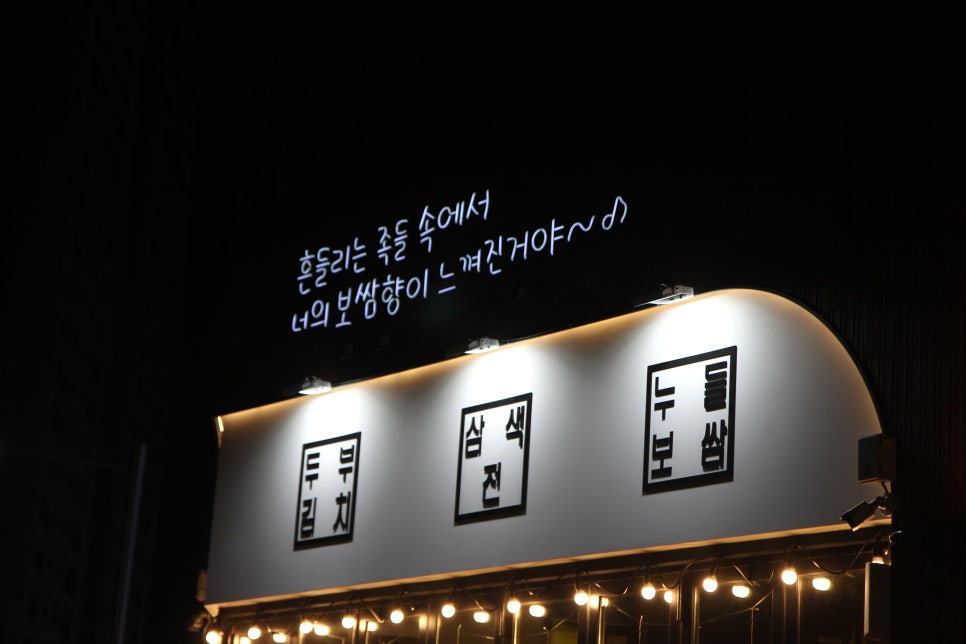 흔들리는 족들 속에서
너의 보쌈향이 느껴진거야~♪
두부
김치
삼색
전
누들
보쌈